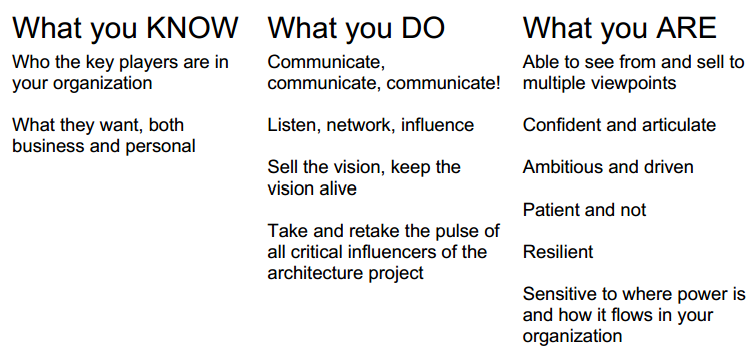 What you KNOW
Who the key players are in
your organization
What they want, both
business and personal
What you DO
Communicate,
communicate, communicate!
Listen, network, influence
Sell the vision, keep the
vision alive
Take and retake the pulse of
all critical influencers of the
architecture project
What you ARE
Able to see from and sell to
multiple viewpoints
Confident and articulate
Ambitious and driven
Patient and not
Resilient
Sensitive to where power is
and how it flows in your
organization